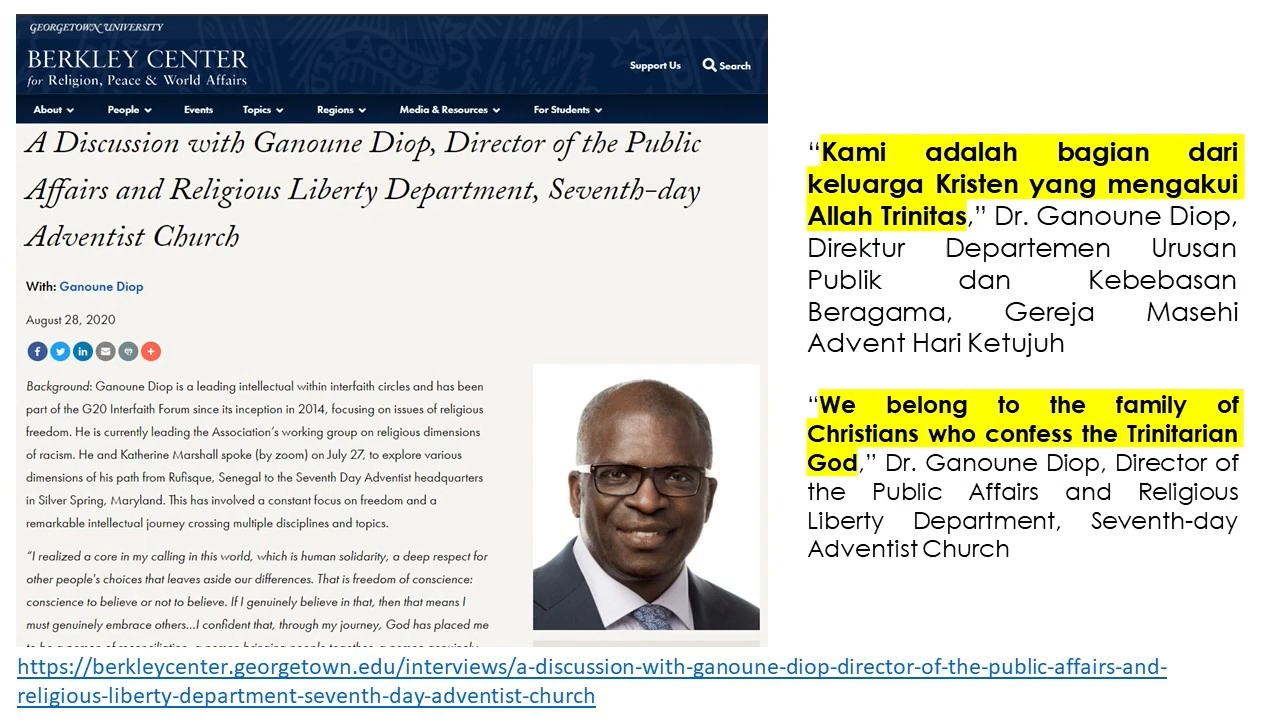 GEORGETOWN UNIVERSITY
BERKLEY CENTER
for Religion, Peace & World Affairs
Support Us
Search
About
People
Events
Topics
Regions
Media & Resources
For Students
A Discussion with Ganoune Diop, Director of the Public
Affairs and Religious Liberty Department, Seventh-day
Adventist Church
With: Ganoune Diop
August 28, 2020
Background: Ganoune Diop is a leading intellectual within interfaith circles and has been
part of the G20 Interfaith Forum since its inception in 2014, focusing on issues of religious
freedom. He is currently leading the Association's working group on religious dimensions
of racism. He and Katherine Marshall spoke (by zoom) on July 27, to explore various
dimensions of his path from Rufisque, Senegal to the Seventh Day Adventist headquarters
in Silver Spring, Maryland. This has involved a constant focus on freedom and a
remarkable intellectual journey crossing multiple disciplines and topics.
“I realized a core in my calling in this world, which is human solidarity, a deep respect for
other people's choices that leaves aside our differences. That is freedom of conscience:
conscience to believe or not to believe. If I genuinely believe in that, then that means I
must genuinely embrace others...I confident that, through my journey, God has placed me
“Kami adalah bagian dari
keluarga Kristen yang mengakui
Allah Trinitas,” Dr. Ganoune Diop,
Direktur Departemen Urusan
Publik dan Kebebasan
Beragama, Gereja Masehi
Advent Hari Ketujuh
“We belong to the family of
Christians who confess the Trinitarian
God,” Dr. Ganoune Diop, Director of
the Public Affairs and Religious
Liberty Department, Seventh-day
Adventist Church
https://berkleycenter.georgetown.edu/interviews/a-discussion-with-ganoune-diop-director-of-the-public-affairs-and-
religious-liberty-department-seventh-day-adventist-church